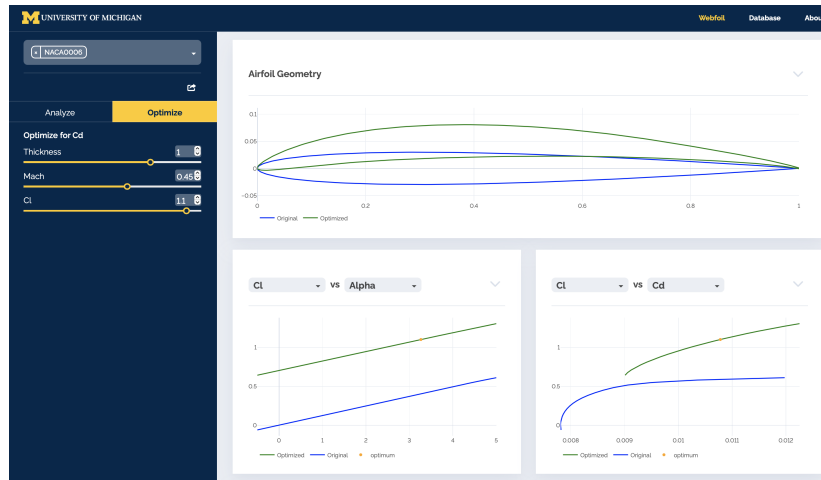 M UNIVERSITY OF MICHIGAN
Webfoil Database Abou
NACA0006
Analyze Optimize
Optimize for Cd
Thickness 1
Mach 0.45
Cl 1.1
Airfoil Geometry
0.1
0.05
0
−0.05
0 0.2 0.4 0.6 0.8 1
Original Optimized
Cl vs Alpha
1
0.5
0
0 1 2 3 4 5
Optimized Original optimum
Cl vs Cd
1
0.5
0
0.008 0.009 0.01 0.011 0.012
Optimized Original optimum